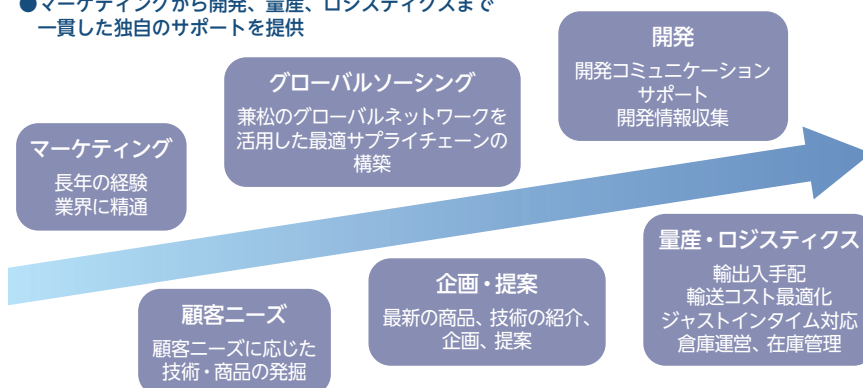 ●マーケティングから開発、量産、ロジスティクスまで
一貫した独自のサポートを提供
マーケティング
長年の経験
業界に精通
顧客ニーズ
顧客ニーズに応じた
技術・商品の発掘
グローバルソーシング
兼松のグローバルネットワークを
活用した最適サプライチェーンの
構築
企画・提案
最新の商品、技術の紹介、
企画、提案
開発
開発コミュニケーション
サポート
開発情報収集
量産・ロジスティクス
輸出入手配
輸送コスト最適化
ジャストインタイム対応
倉庫運営、在庫管理